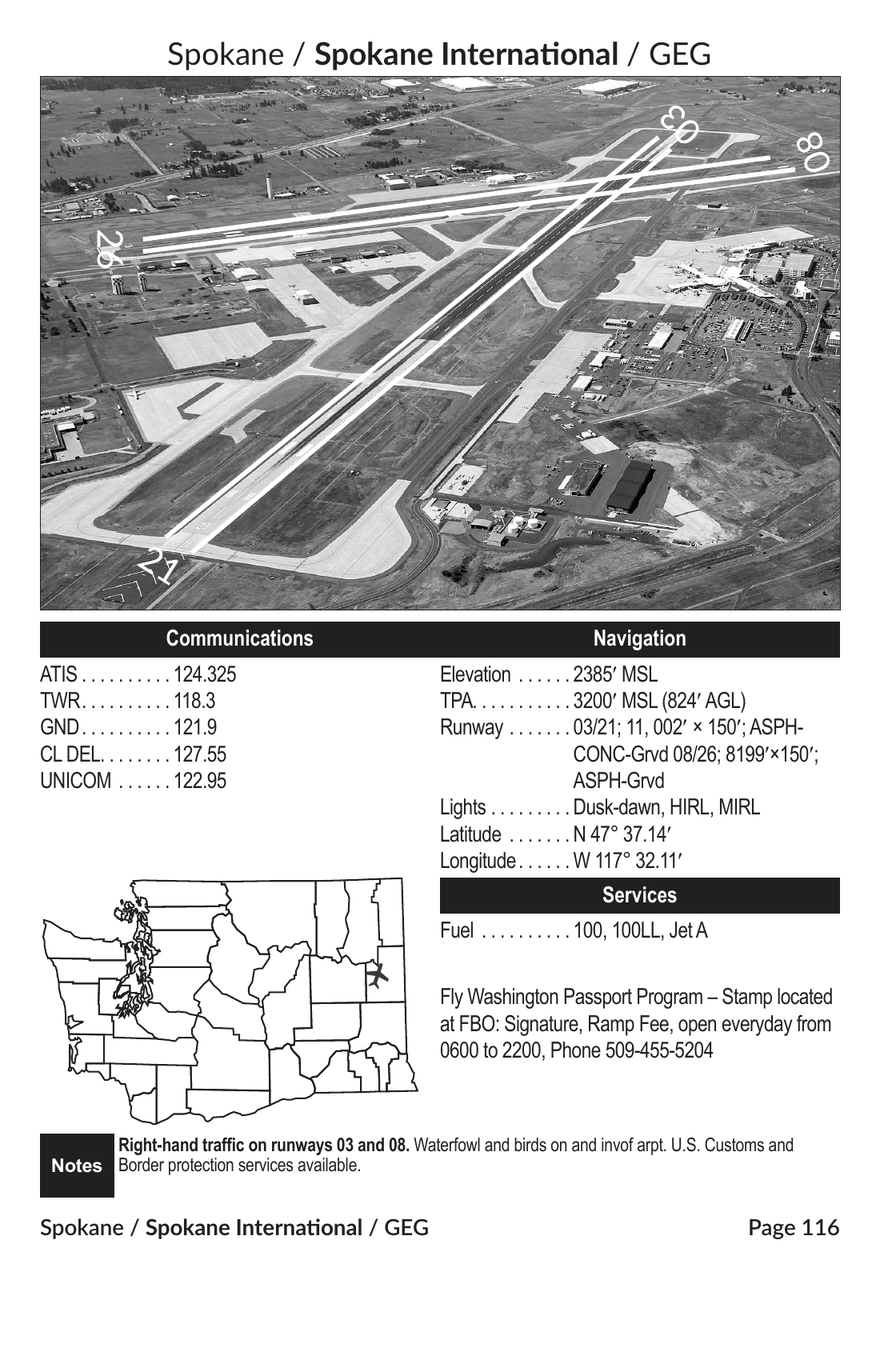 Spokane / Spokane International / GEG
03
08
26
21
Communications
ATIS . . . . . . . . . . 124.325
TWR. . . . . . . . . . 118.3
GND . . . . . . . . . . 121.9
CL DEL. . . . . . . . 127.55
UNICOM . . . . . . 122.95
Navigation
Elevation . . . . . . 2385′ MSL
TPA. . . . . . . . . . . 3200′ MSL (824′ AGL)
Runway . . . . . . . 03/21; 11, 002′ × 150′; ASPH-
CONC-Grvd 08/26; 8199′×150′;
ASPH-Grvd
Lights . . . . . . . . . Dusk-dawn, HIRL, MIRL
Latitude . . . . . . . N 47° 37.14′
Longitude . . . . . . W 117° 32.11′
Services
Fuel . . . . . . . . . . 100, 100LL, Jet A
Fly Washington Passport Program – Stamp located
at FBO: Signature, Ramp Fee, open everyday from
0600 to 2200, Phone 509-455-5204
Notes
Right-hand traffic on runways 03 and 08. Waterfowl and birds on and invof arpt. U.S. Customs and
Border protection services available.
Spokane / Spokane International / GEG
Page 116